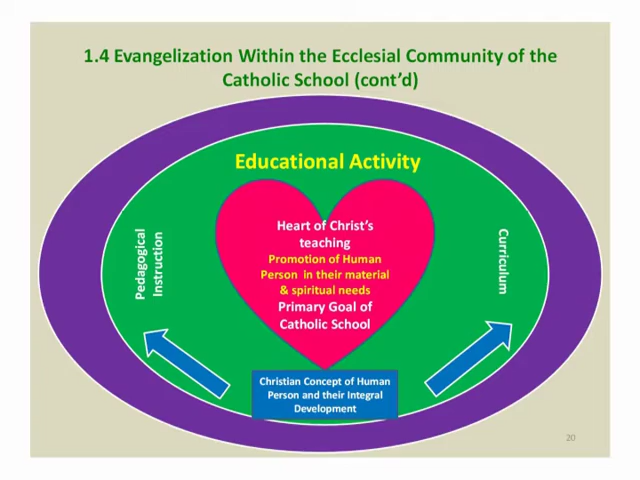 1.4 Evangelization Within the Ecclesial Community of the
Catholic School (cont’d)
Educational Activity
Pedagogical
Instruction
Heart of Christ’s
teaching
Promotion of Human
Person in their material
& spiritual needs
Primary Goal of
Catholic School
Curriculum
Christian Concept of Human
Person and their Integral
Development
20